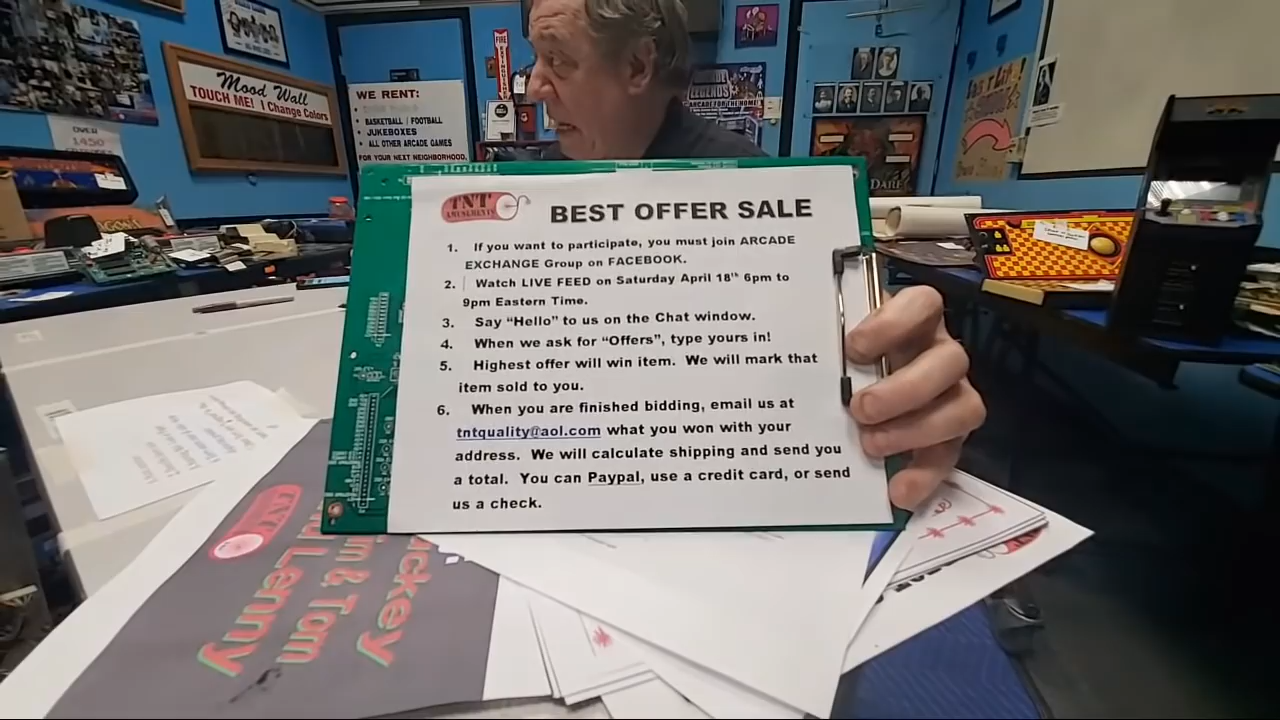 Mood Wall
TOUCH ME! I Change Colors
OVER
1450
WE RENT:
BASKETBALL / FOOTBALL
JUKEBOXES
ALL OTHER ARCADE GAMES
FOR YOUR NEXT NEIGHBORHOOD,
FIRE
LEGENDS
ARCADE FOR THE HOME
TNT
AMUSEMENTS
BEST OFFER SALE
1. If you want to participate, you must join ARCADE
EXCHANGE Group on FACEBOOK.
2. Watch LIVE FEED on Saturday April 18th 6pm to
9pm Eastern Time.
3. Say “Hello” to us on the Chat window.
4. When we ask for “Offers”, type yours in!
5. Highest offer will win item. We will mark that
item sold to you.
6. When you are finished bidding, email us at
tntquality@aol.com what you won with your
address. We will calculate shipping and send you
a total. You can Paypal, use a credit card, or send
us a check.
TNT
& Tom
Lenny